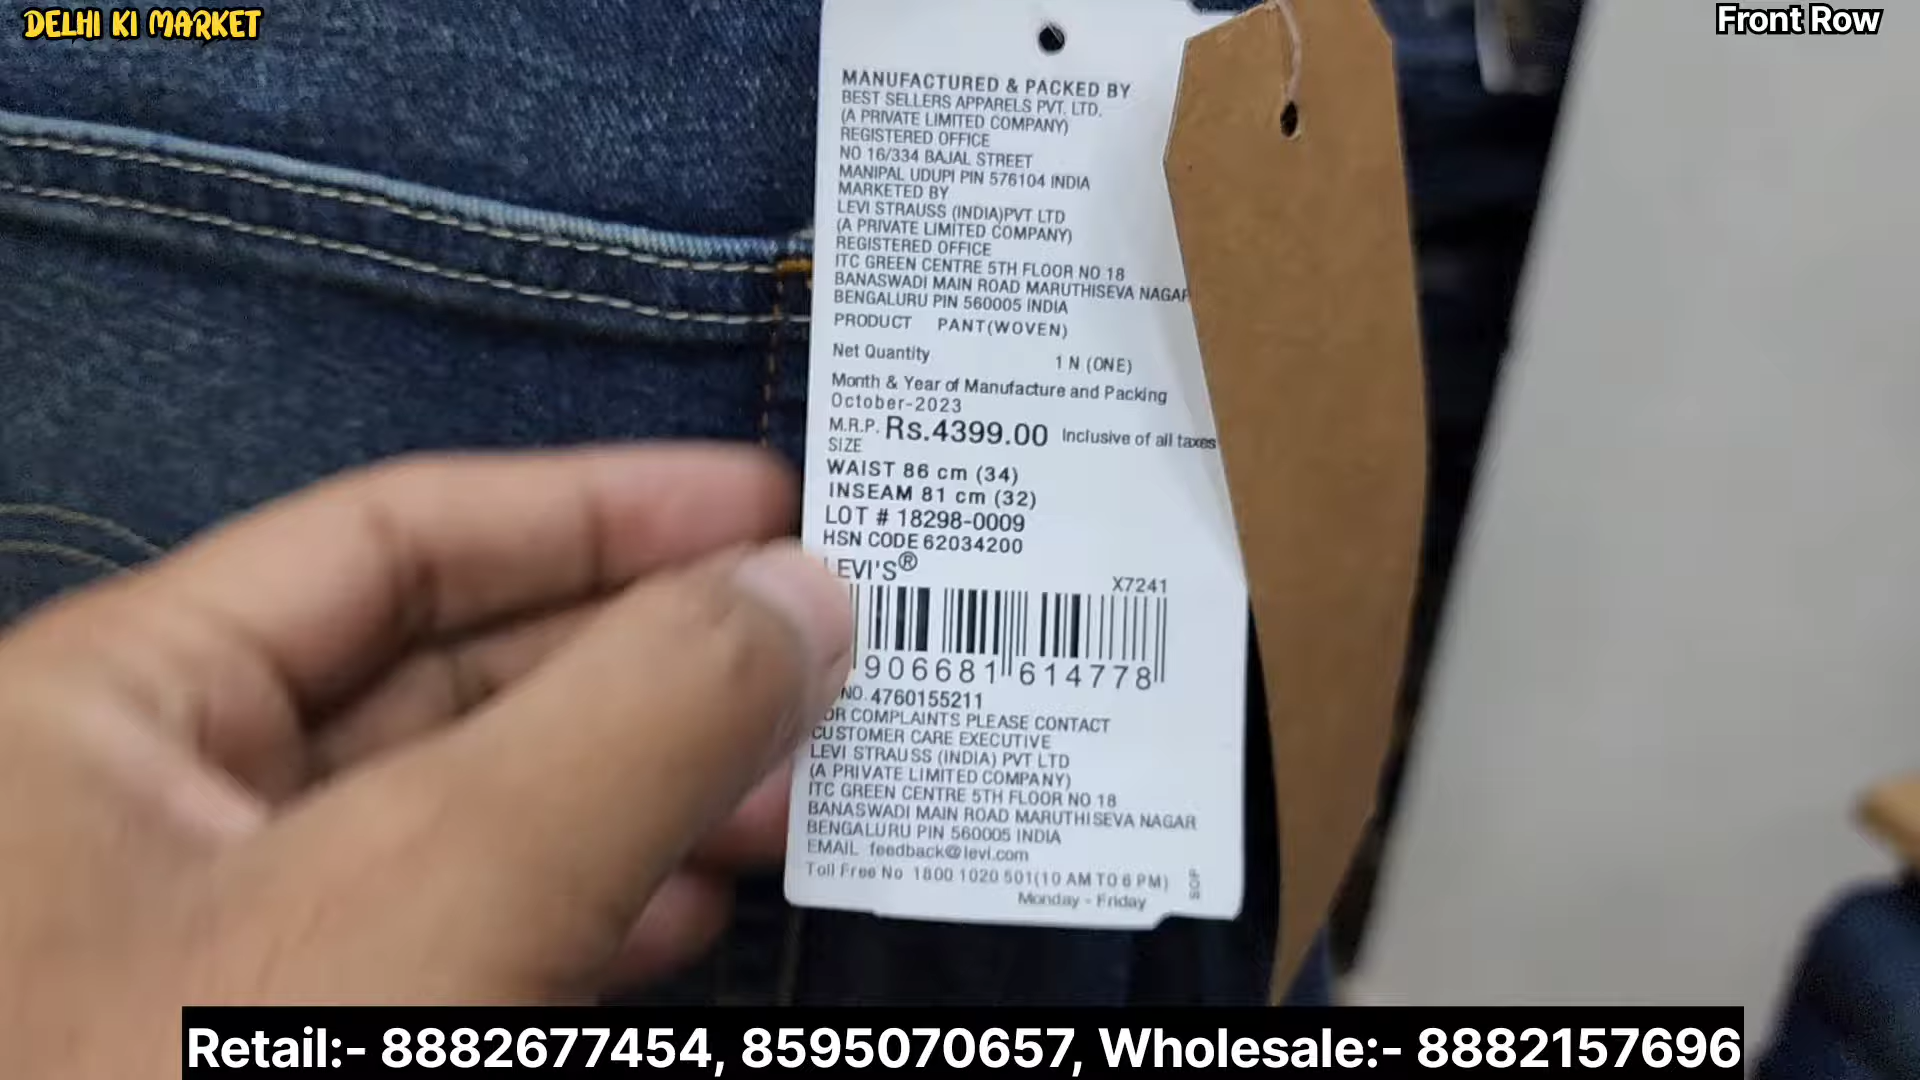 DELHI KI MARKET
Front Row
MANUFACTURED & PACKED BY
BEST SELLERS APPARELS PVT. LTD.
(A PRIVATE LIMITED COMPANY)
REGISTERED OFFICE
NO 16/334 BAJAL STREET
MANIPAL UDUPI PIN 576104 INDIA
MARKETED BY
LEVI STRAUSS (INDIA)PVT LTD
(A PRIVATE LIMITED COMPANY)
REGISTERED OFFICE
ITC GREEN CENTRE 5TH FLOOR NO 18
BANASWADI MAIN ROAD MARUTHISEVA NAGAR
BENGALURU PIN 560005 INDIA
PRODUCT PANT(WOVEN)
Net Quantity 1 N (ONE)
Month & Year of Manufacture and Packing
October-2023
M.R.P. Rs.4399.00 Inclusive of all taxes
SIZE
WAIST 86 cm (34)
INSEAM 81 cm (32)
LOT # 18298-0009
HSN CODE 62034200
LEVI'S®
X7241
906681 614778
NO. 4760155211
OR COMPLAINTS PLEASE CONTACT
CUSTOMER CARE EXECUTIVE
LEVI STRAUSS (INDIA) PVT LTD
(A PRIVATE LIMITED COMPANY)
ITC GREEN CENTRE 5TH FLOOR NO 18
BANASWADI MAIN ROAD MARUTHISEVA NAGAR
BENGALURU PIN 560005 INDIA
EMAIL feedback@levi.com
Toll Free No 1800 1020 501(10 AM TO 6 PM)
Monday - Friday
SOP
Retail:- 8882677454, 8595070657, Wholesale:- 8882157696